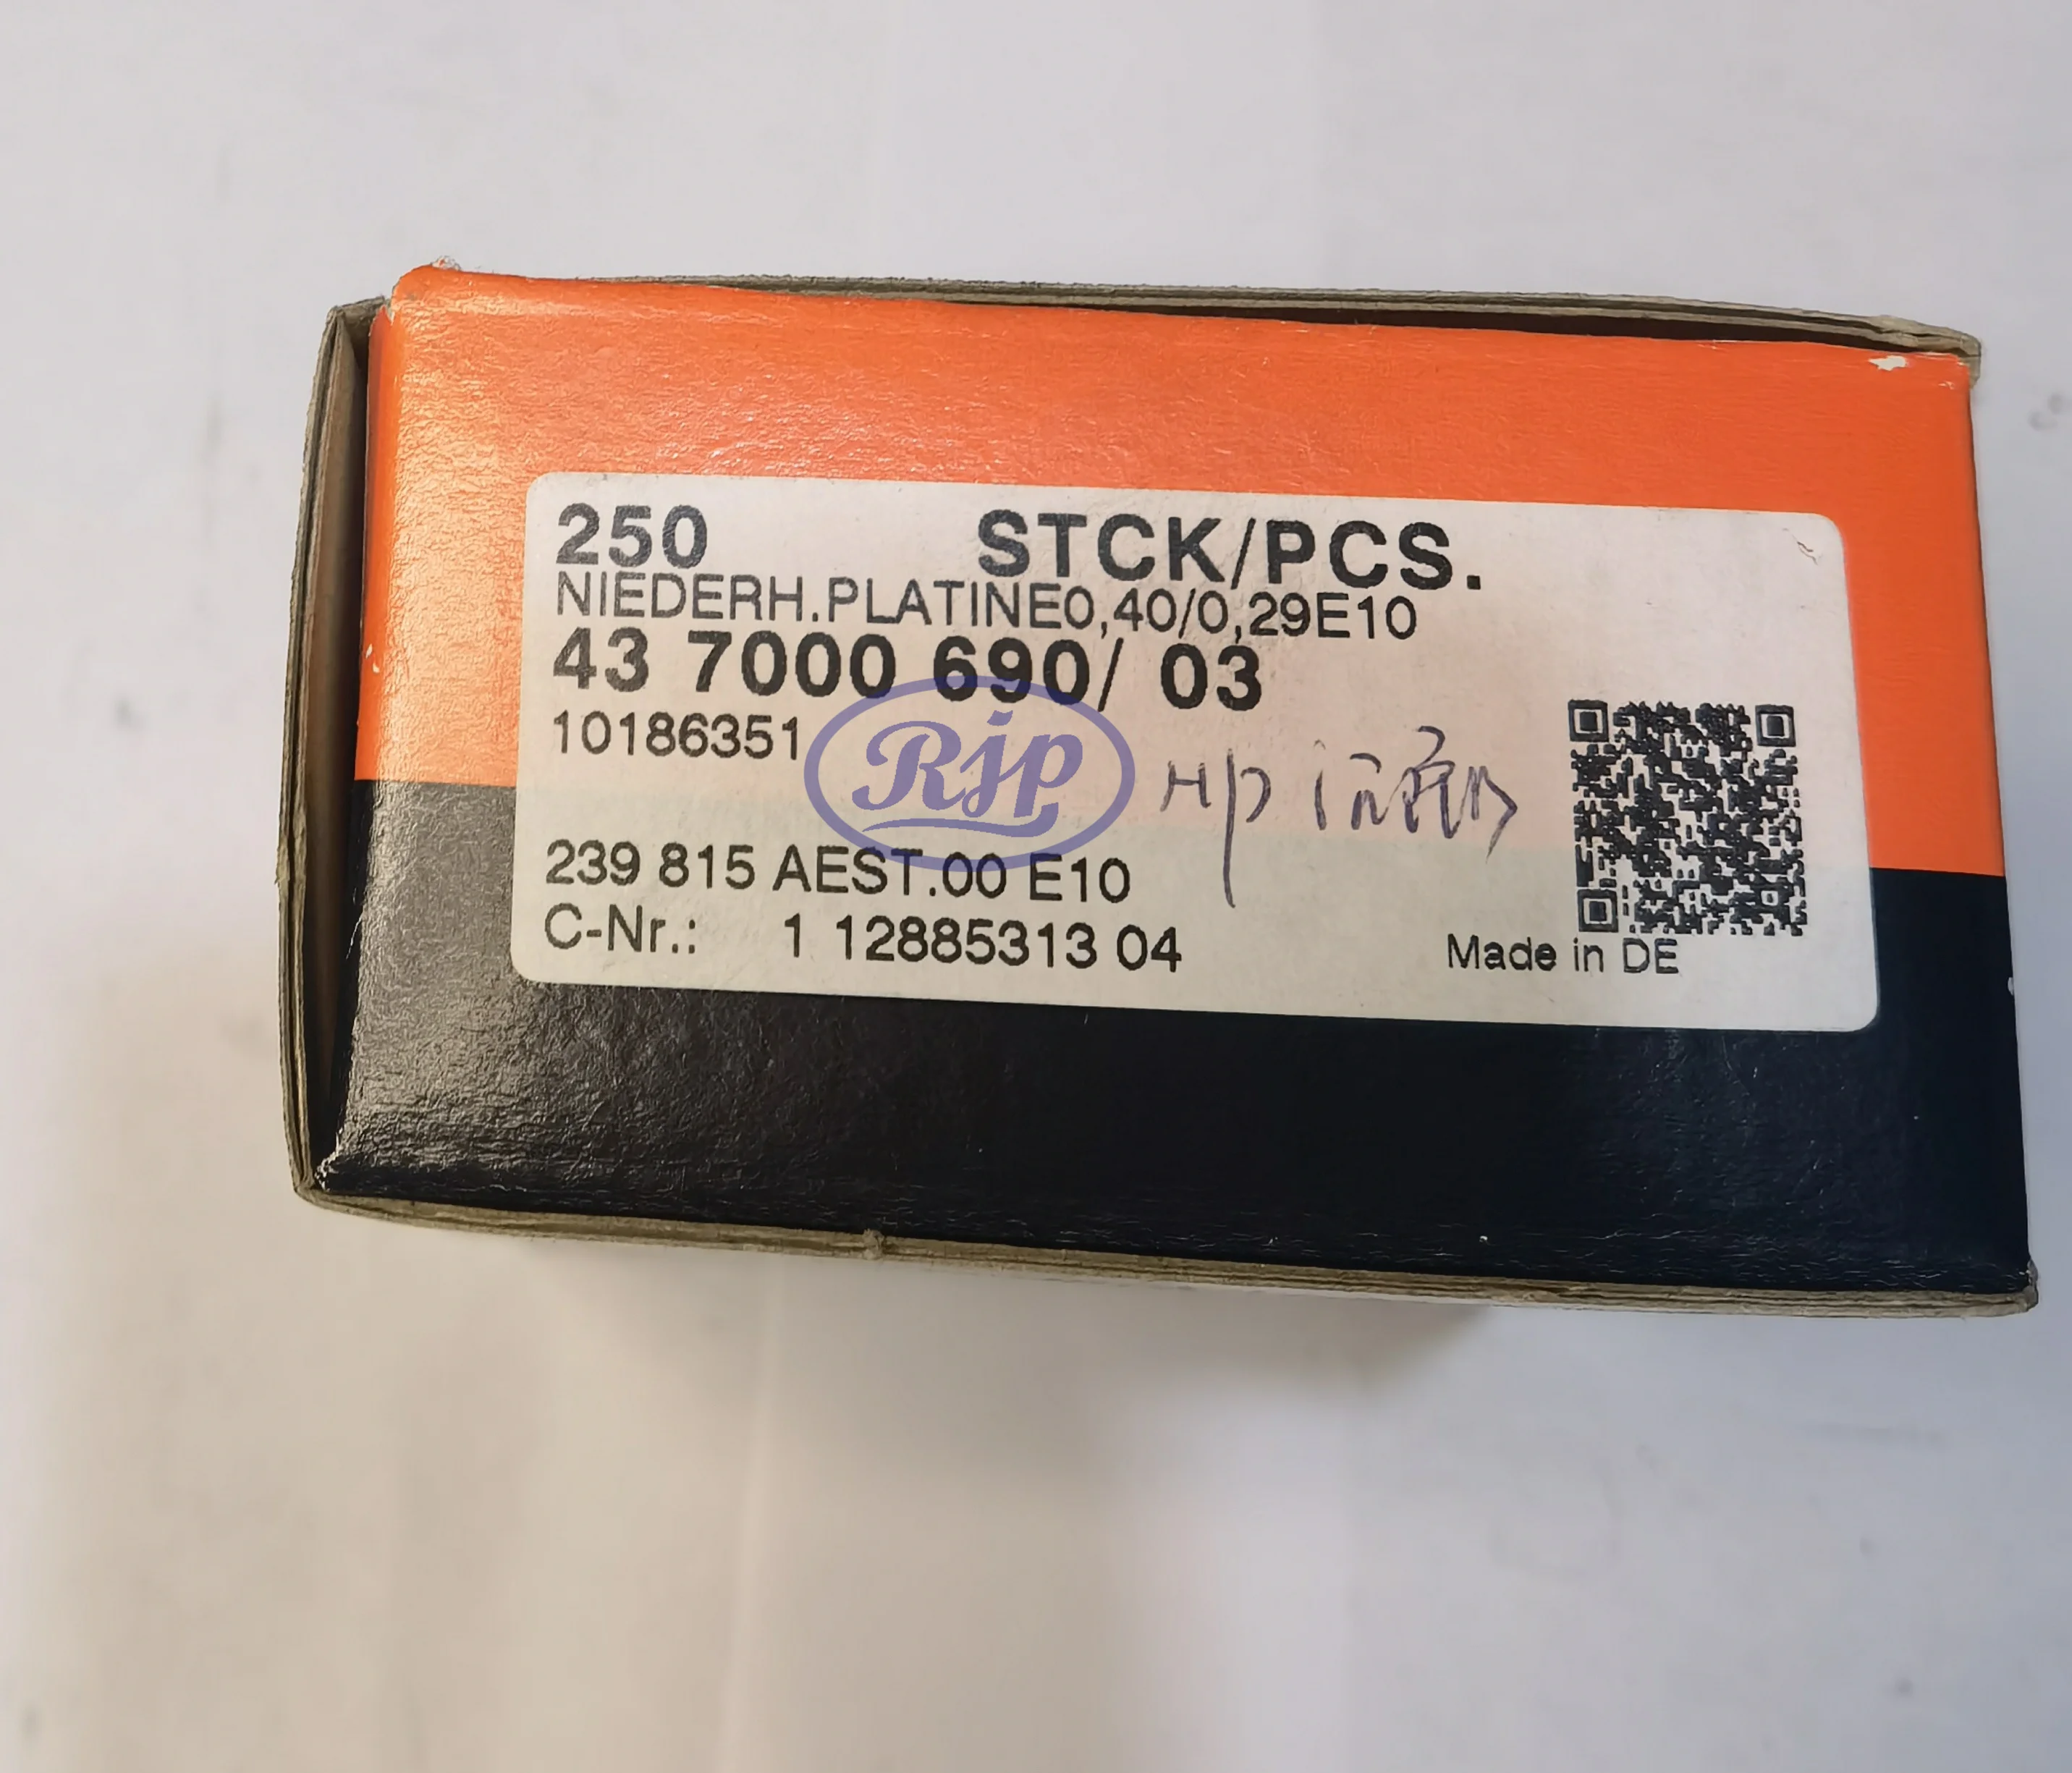 250 STCK/PCS.
NIEDERH.PLATINE0,40/0,29E10
43 7000 690/ 03
10186351
Rjp
HP
239 815 AEST.00 E10
C-Nr.: 1 12885313 04
Made in DE